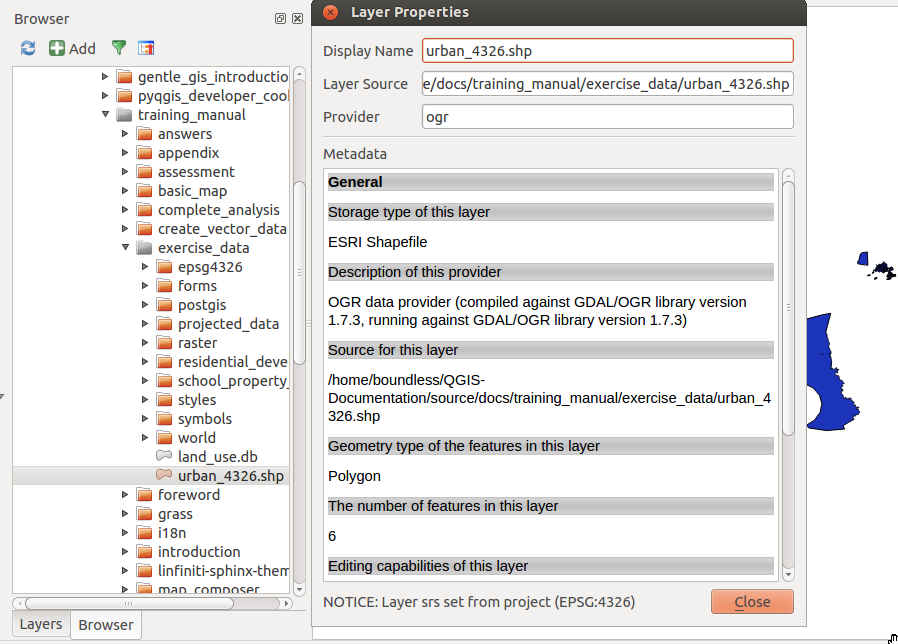 Browser
Add
gentle_gis_introductio
pyqgis_developer_cool
training_manual
answers
appendix
assessment
basic_map
complete_analysis
create_vector_data
exercise_data
epsg4326
forms
postgis
projected_data
raster
residential_deve
school_property_
styles
symbols
world
land_use.db
urban_4326.shp
foreword
grass
i18n
introduction
linfiniti-sphinx-them
map_composer
Layers
Browser
Layer Properties
Display Name urban_4326.shp
Layer Source e/docs/training_manual/exercise_data/urban_4326.shp
Provider ogr
Metadata
General
Storage type of this layer
ESRI Shapefile
Description of this provider
OGR data provider (compiled against GDAL/OGR library version
1.7.3, running against GDAL/OGR library version 1.7.3)
Source for this layer
/home/boundless/QGIS-
Documentation/source/docs/training_manual/exercise_data/urban_4
326.shp
Geometry type of the features in this layer
Polygon
The number of features in this layer
6
Editing capabilities of this layer
NOTICE: Layer srs set from project (EPSG:4326)
Close